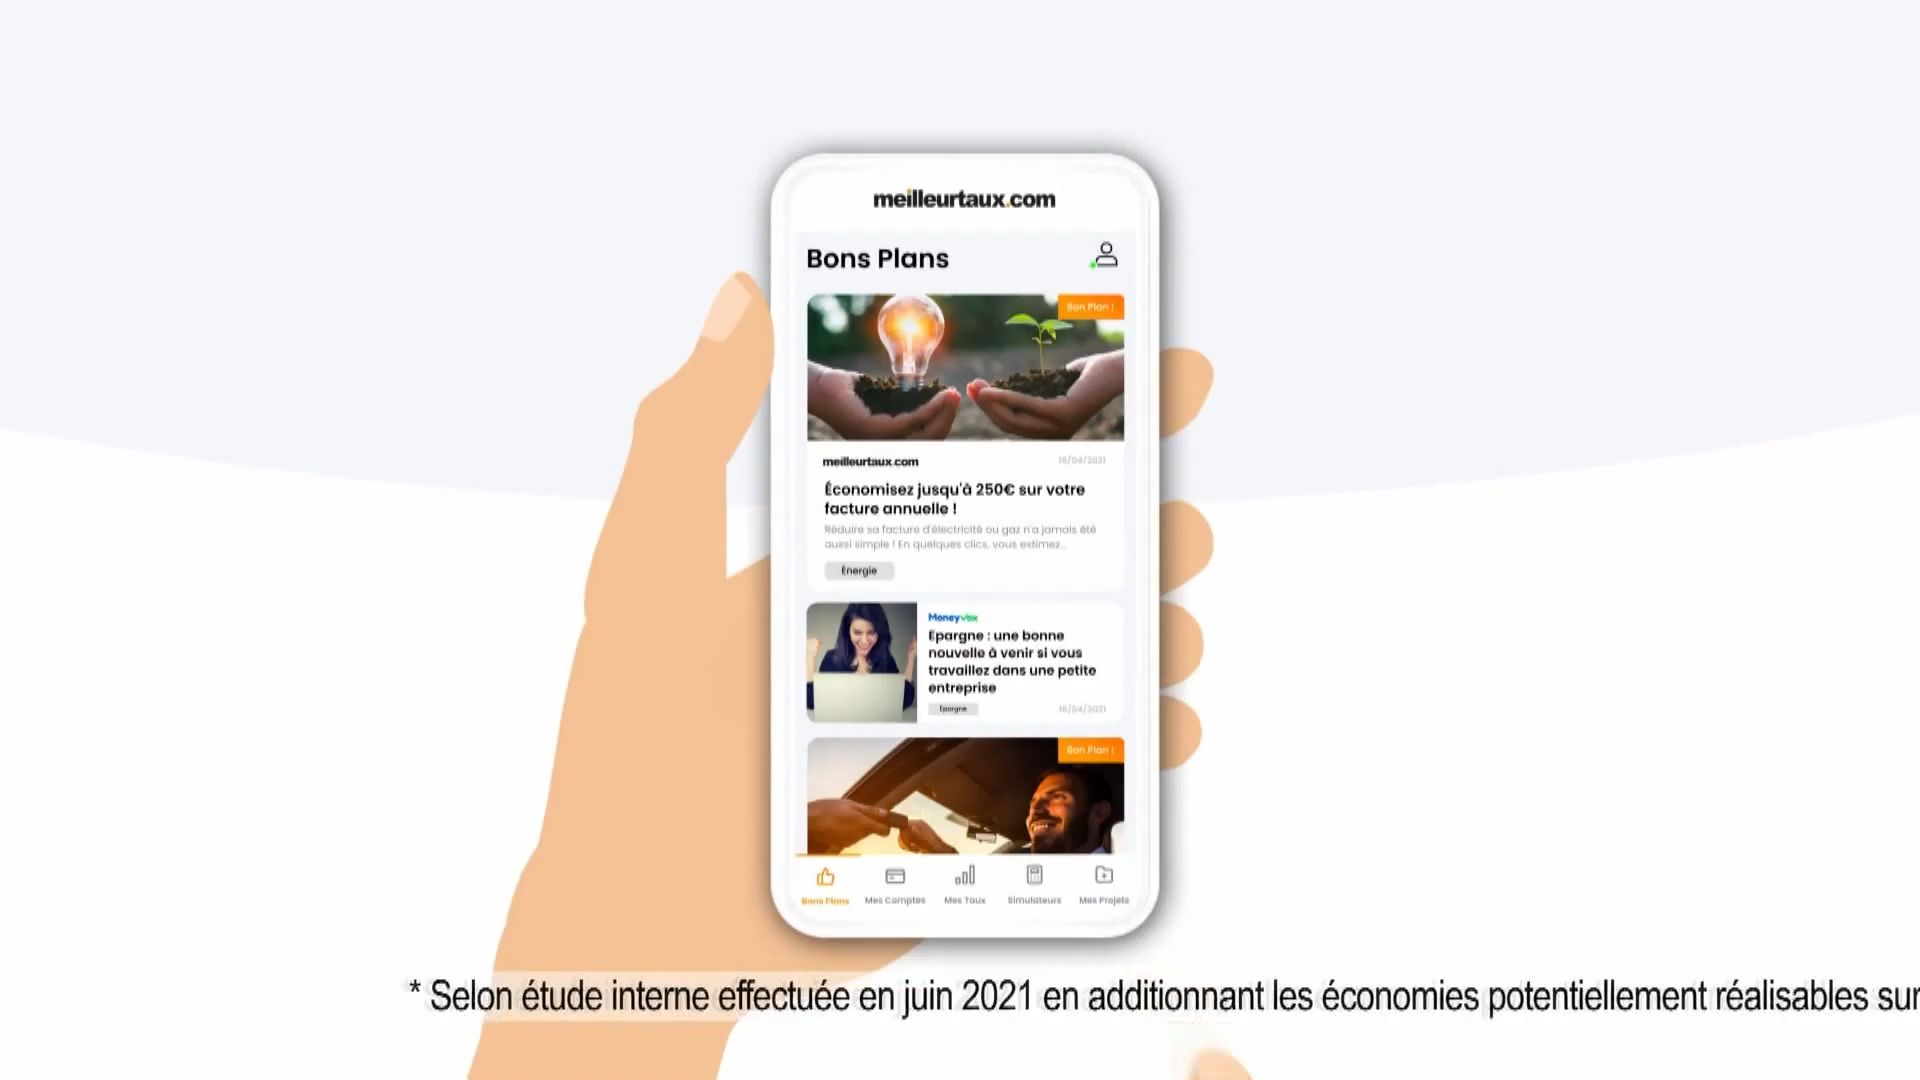 meilleurtaux.com
Bons Plans
Bon Plan !
meilleurtaux.com
16/04/2021
Économisez jusqu'à 250€ sur votre
facture annuelle !
Réduire sa facture d'électricité ou gaz n'a jamais été
aussi simple ! En quelques clics, vous estimez...
Énergie
Moneyvox
Epargne : une bonne
nouvelle à venir si vous
travaillez dans une petite
entreprise
Epargne
16/04/2021
Bon Plan !
Bons Plans
Mes Comptes
Mes Taux
Simulateurs
Mes Projets
* Selon étude interne effectuée en juin 2021 en additionnant les économies potentiellement réalisables sur